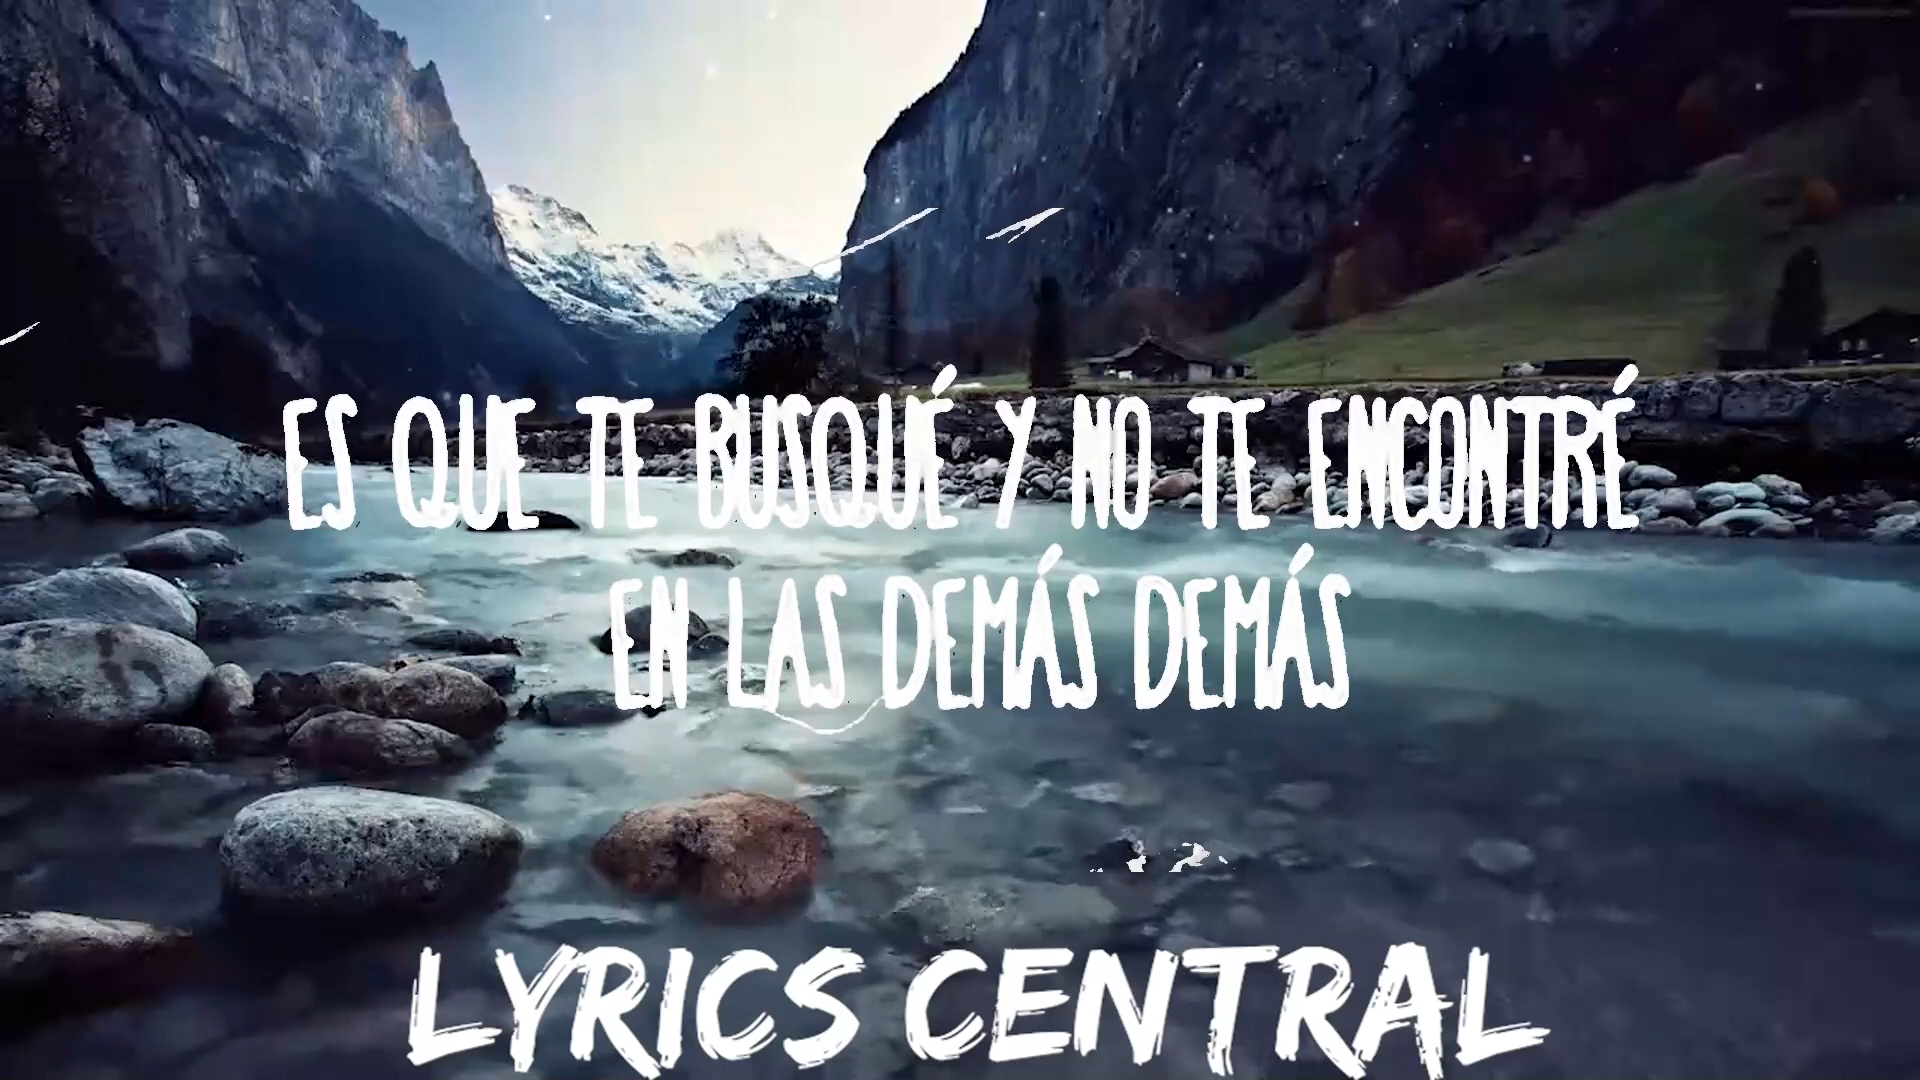 ES QUE TE BUSQUÉ Y NO TE ENCONTRÉ
EN LAS DEMÁS DEMÁS
LYRICS CENTRAL